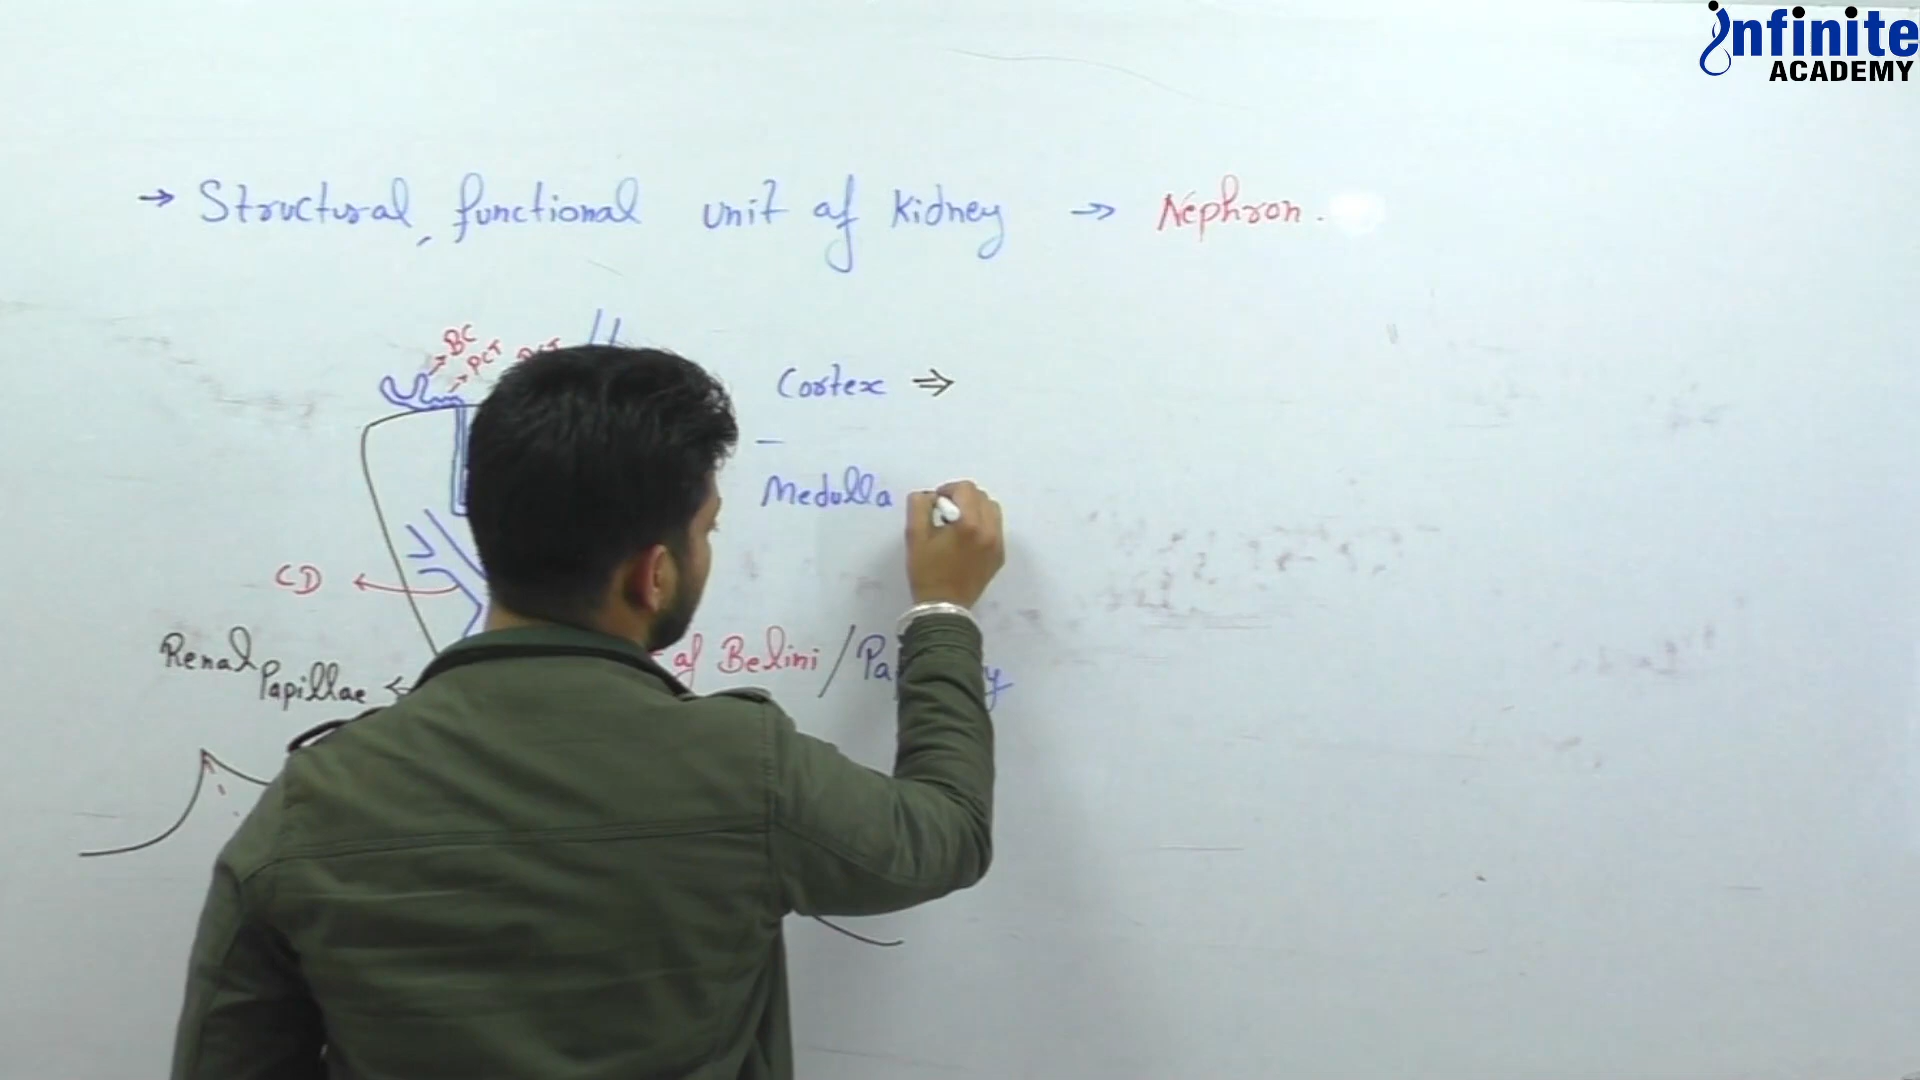 infinite
ACADEMY
→ Structural, functional unit of Kidney → Nephron.
BC
PCT
Cortex ⇒
Medulla
CD
of Belini /
Renal
Papillae